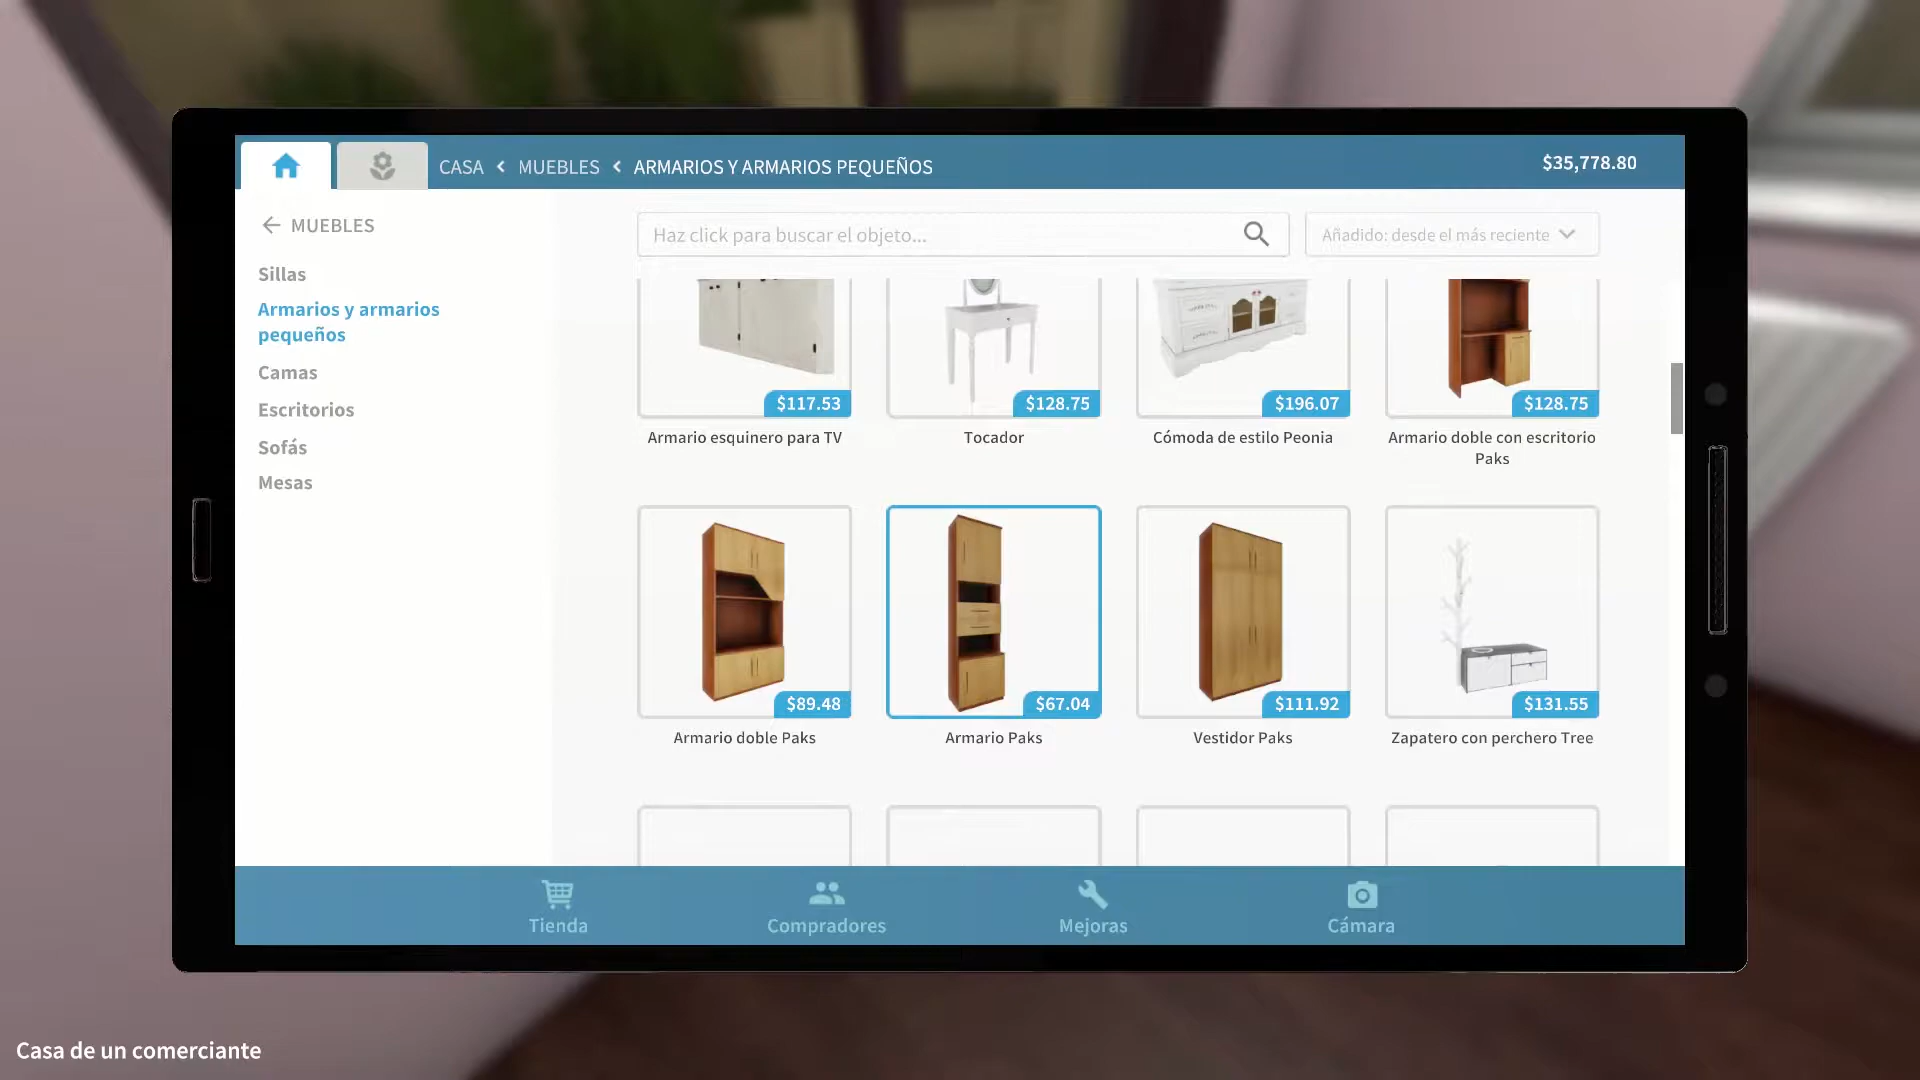 CASA < MUEBLES < ARMARIOS Y ARMARIOS PEQUEÑOS
$35,778.80
← MUEBLES
Sillas
Armarios y armarios
pequeños
Camas
Escritorios
Sofás
Mesas
Haz click para buscar el objeto...
Añadido: desde el más reciente
$117.53
$128.75
$196.07
$128.75
Armario esquinero para TV
Tocador
Cómoda de estilo Peonia
Armario doble con escritorio
Paks
$89.48
$67.04
$111.92
$131.55
Armario doble Paks
Armario Paks
Vestidor Paks
Zapatero con perchero Tree
Tienda
Compradores
Mejoras
Cámara
Casa de un comerciante